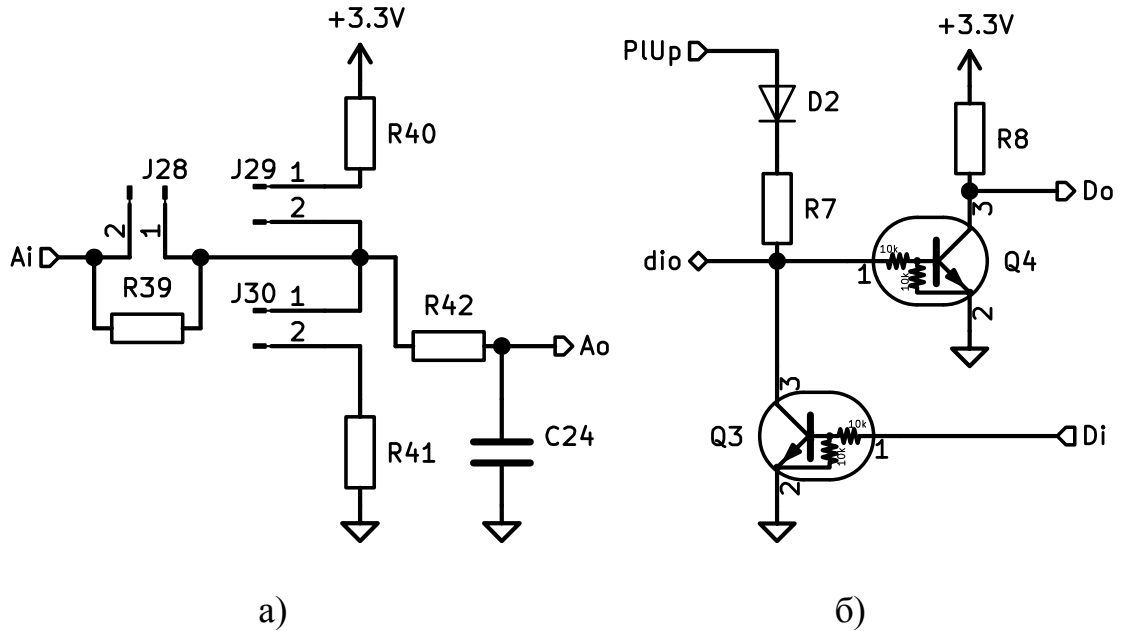 +3.3V
R40
J28
J29
1
2
2
1
Ai
R39
J30
1
2
R42
Ao
R41
C24
а)
PlUp
D2
+3.3V
R8
R7
Do
3
dio
1
10k
10k
Q4
2
3
Q3
10k
10k
1
Di
2
б)